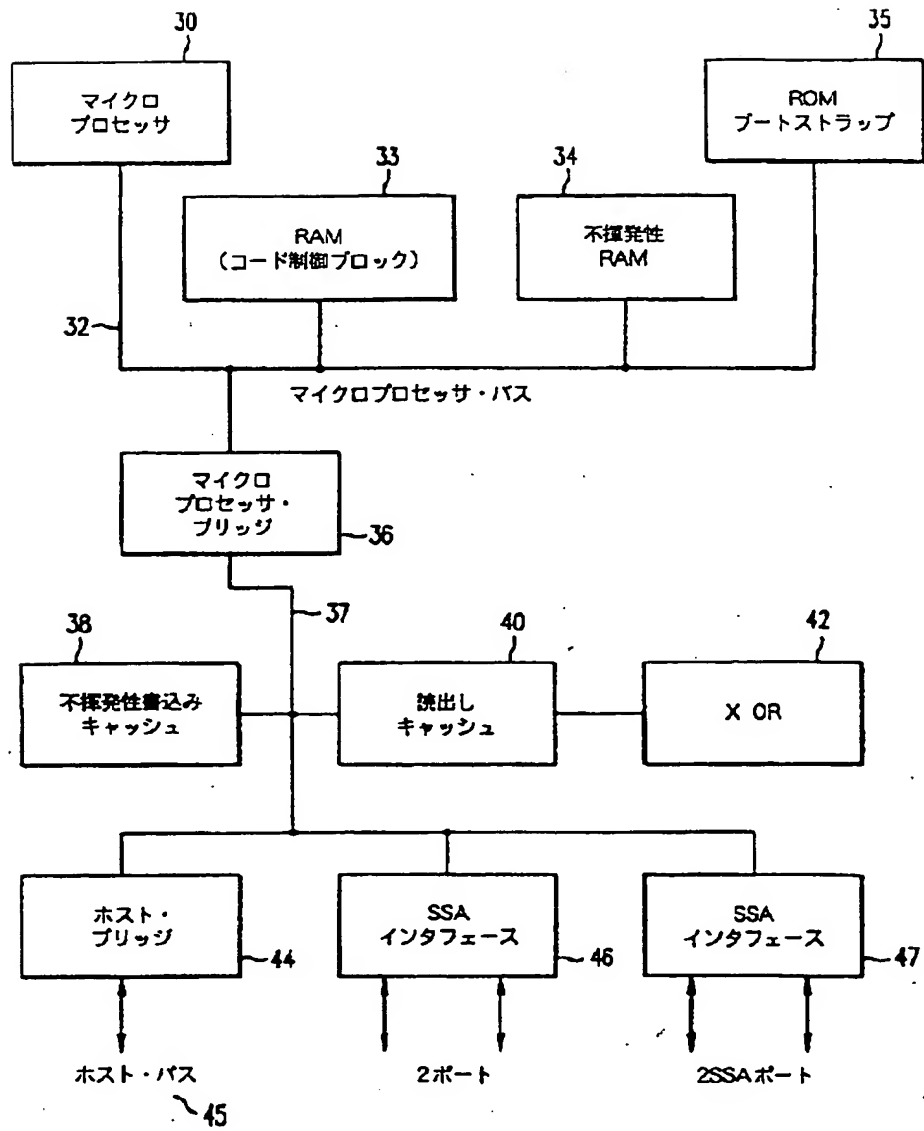 30
マイクロ
プロセッサ
35
ROM
ブートストラップ
33
RAM
(コード制御ブロック)
34
不揮発性
RAM
32
マイクロプロセッサ・バス
マイクロ
プロセッサ・
ブリッジ
36
37
38
不揮発性書込み
キャッシュ
40
読出し
キャッシュ
42
X OR
ホスト・
ブリッジ
44
SSA
インタフェース
46
SSA
インタフェース
47
ホスト・バス
45
2ポート
2SSAポート